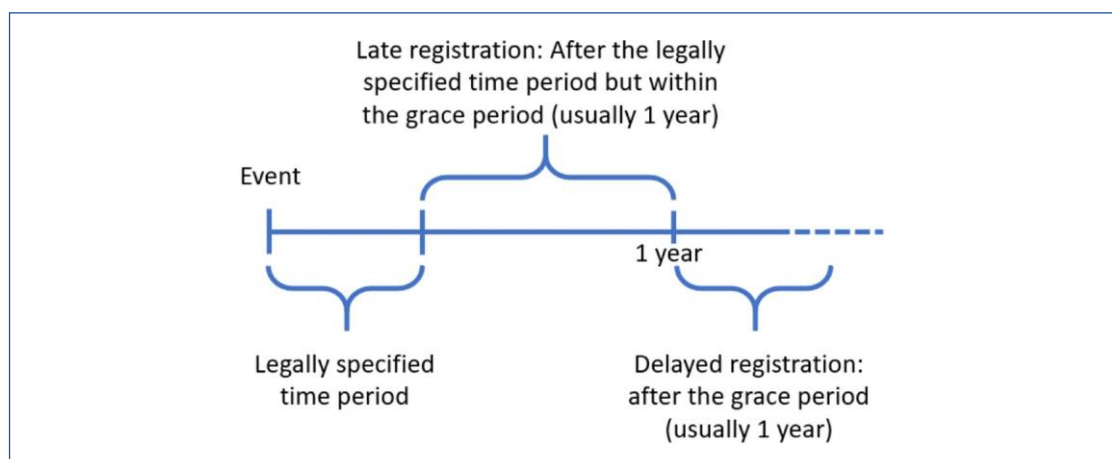 Late registration: After the legally
specified time period but within
the grace period (usually 1 year)
Event
1 year
Legally specified
time period
Delayed registration:
after the grace period
(usually 1 year)